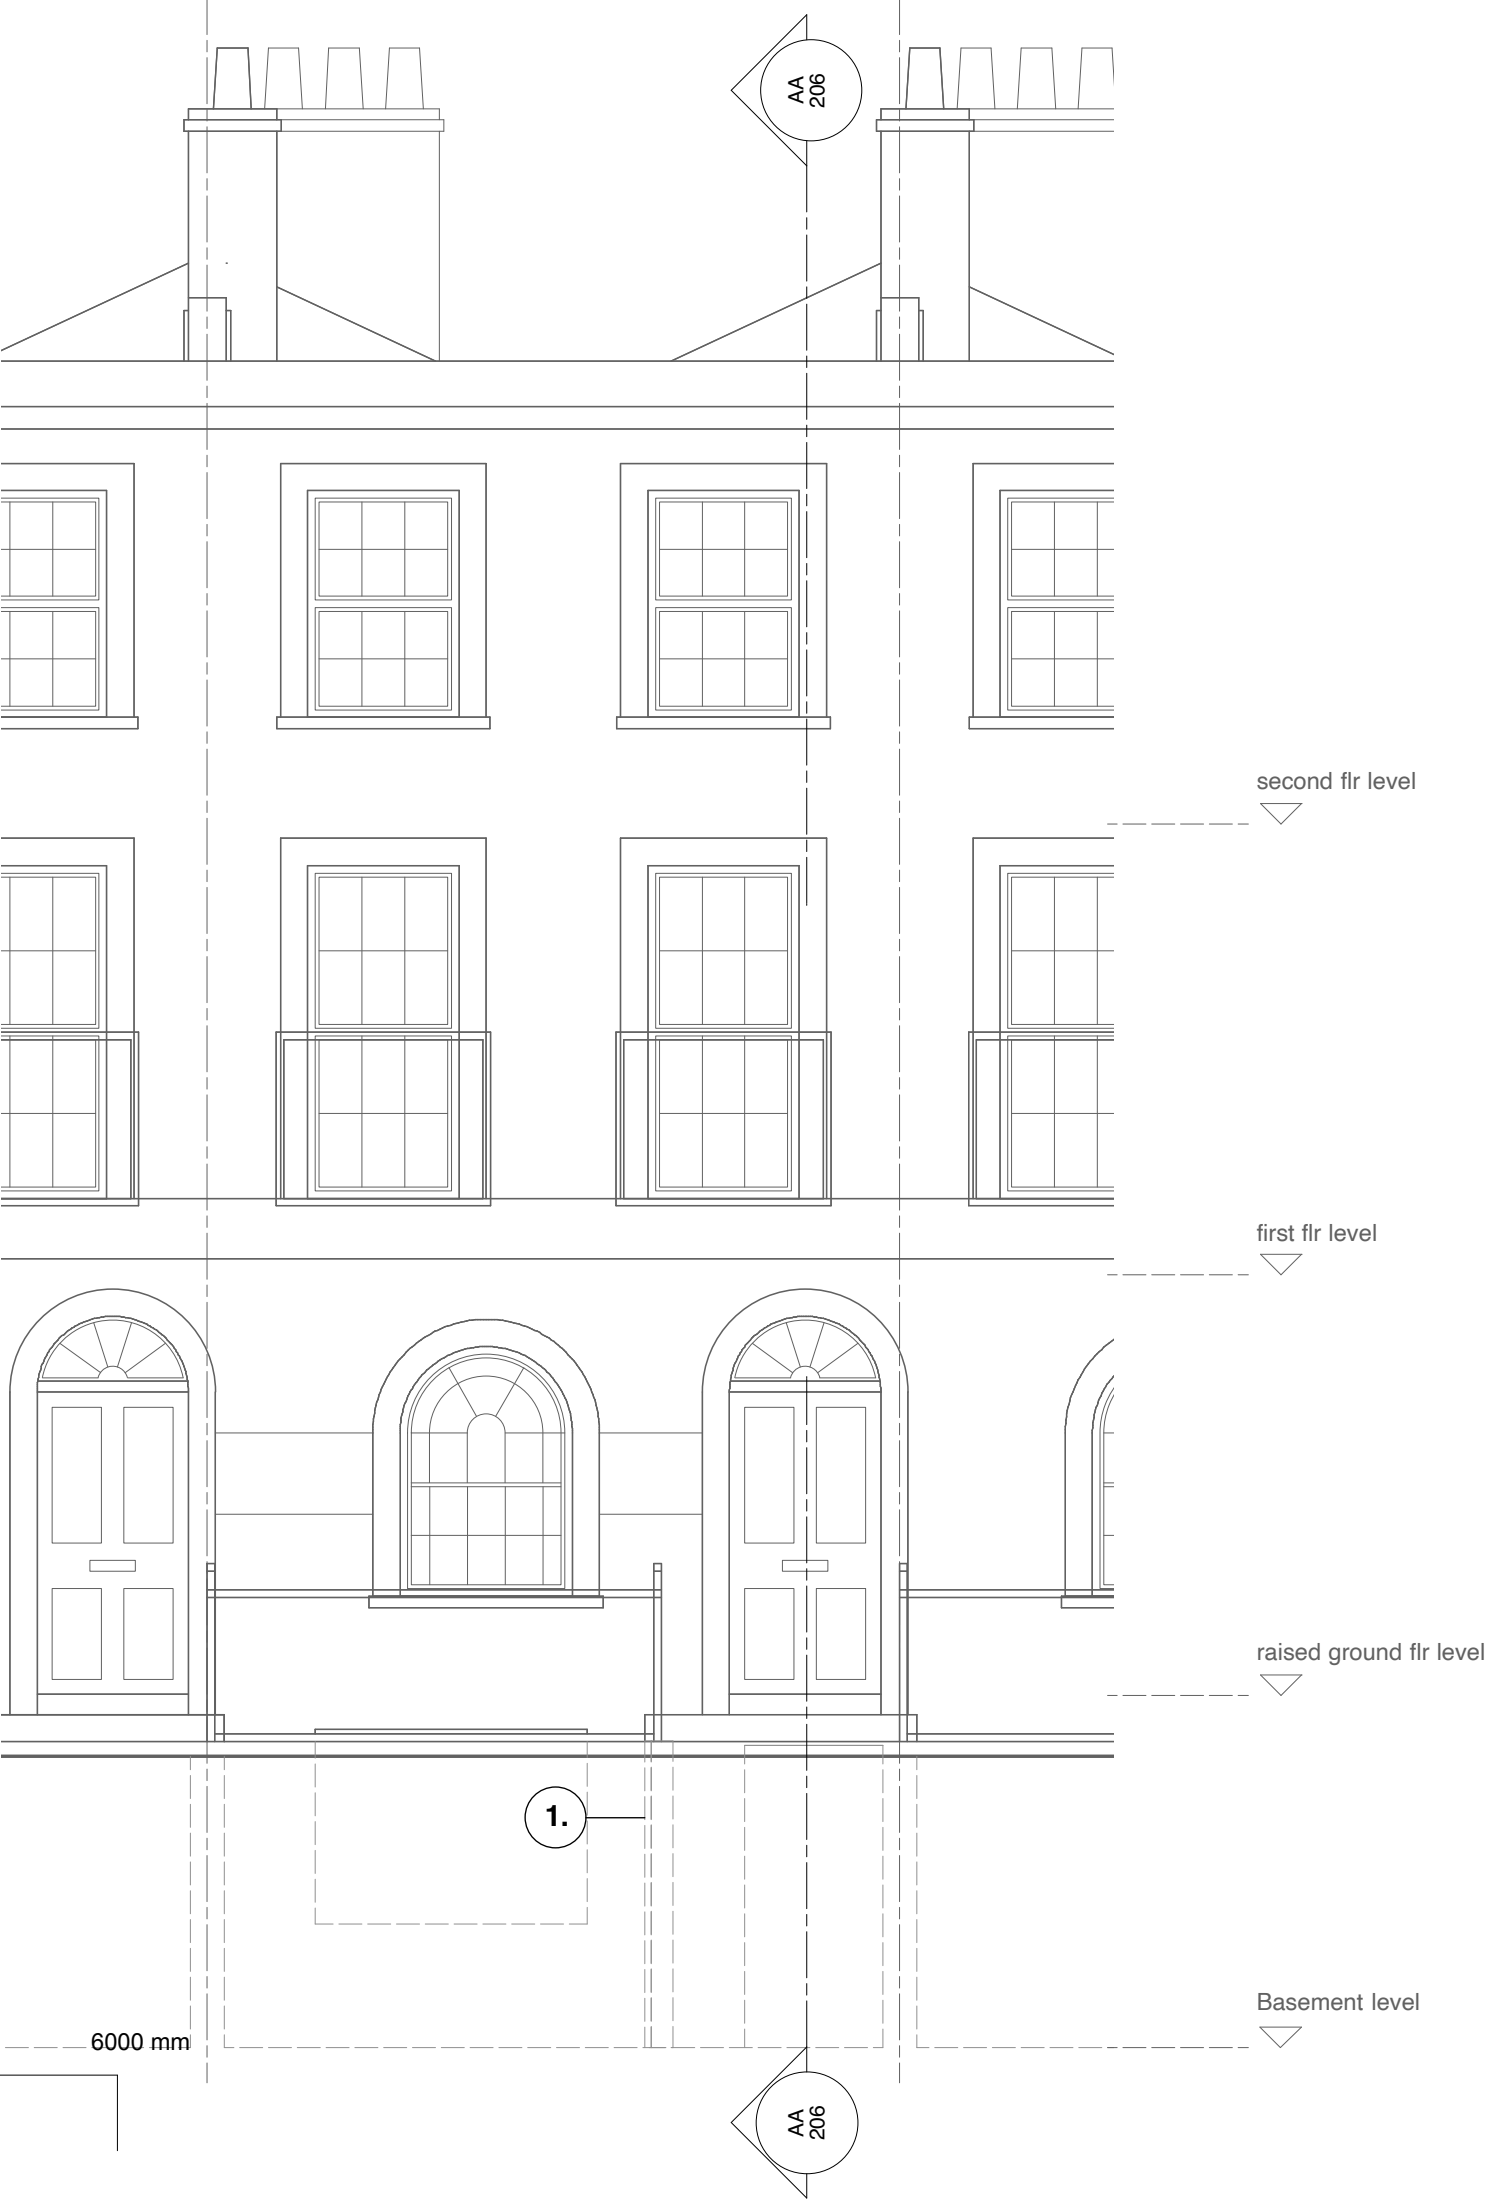 AA
206
second flr level
first flr level
raised ground flr level
1.
Basement level
6000 mm
AA
206